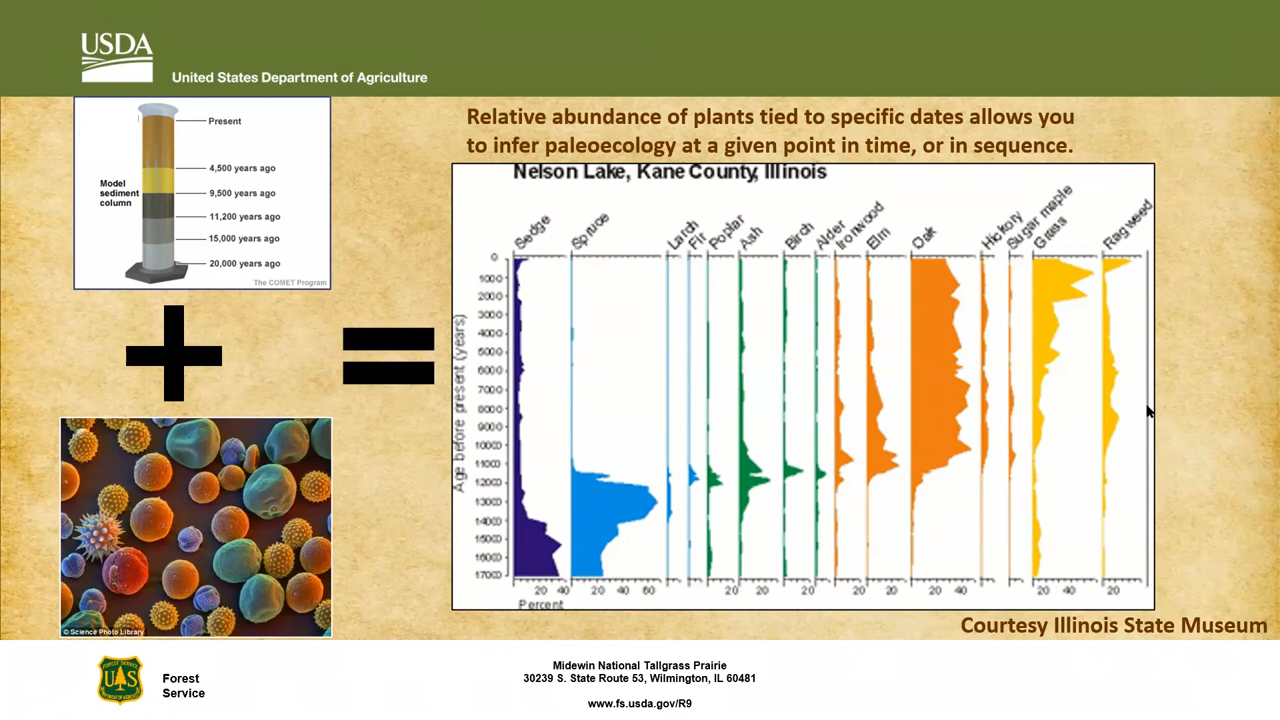 USDA
United States Department of Agriculture
Present
4,500 years ago
Model
sediment
column
9,500 years ago
11,200 years ago
15,000 years ago
20,000 years ago
The COMET Program
© Science Photo Library
Relative abundance of plants tied to specific dates allows you
to infer paleoecology at a given point in time, or in sequence.
Nelson Lake, Kane County, Illinois
Sedge
Spruce
Larch
Fir
Poplar
Ash
Birch
Alder
Ironwood
Elm
Oak
Hickory
Sugar maple
Grass
Ragweed
Age before present (years)
0
1000
2000
3000
4000
5000
6000
7000
8000
9000
10000
11000
12000
13000
14000
15000
16000
17000
20 40 20 40 60 20 20 20 20 20 40 20 40 20
Percent
Courtesy Illinois State Museum
FOREST SERVICE
US
Forest
Service
Midewin National Tallgrass Prairie
30239 S. State Route 53, Wilmington, IL 60481
www.fs.usda.gov/R9